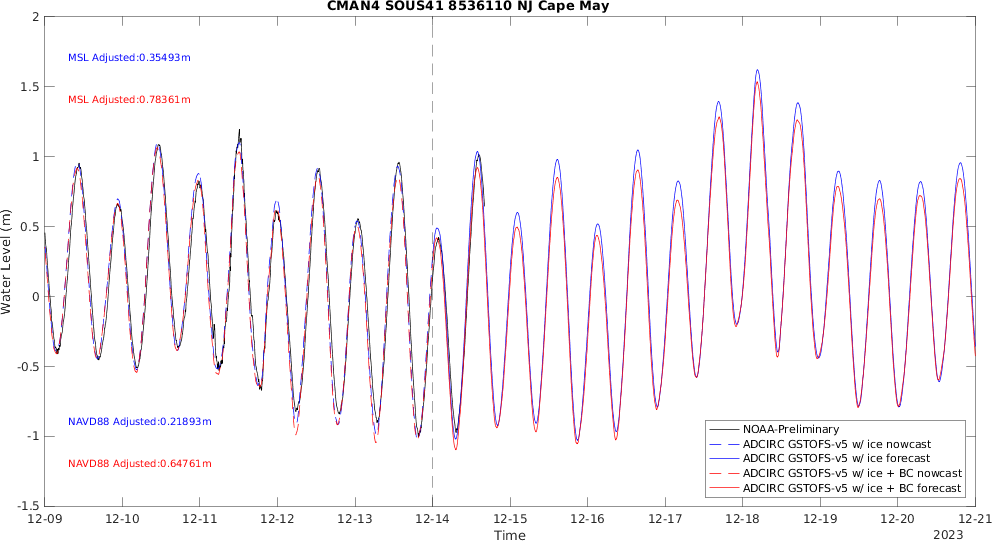 CMAN4 SOUS41 8536110 NJ Cape May
2
1.5
1
0.5
0
-0.5
-1
-1.5
Water Level (m)
MSL Adjusted:0.35493m
MSL Adjusted:0.78361m
NAVD88 Adjusted:0.21893m
NAVD88 Adjusted:0.64761m
NOAA-Preliminary
ADCIRC GSTOFS-v5 w/ ice nowcast
ADCIRC GSTOFS-v5 w/ ice forecast
ADCIRC GSTOFS-v5 w/ ice + BC nowcast
ADCIRC GSTOFS-v5 w/ ice + BC forecast
12-09 12-10 12-11 12-12 12-13 12-14 12-15 12-16 12-17 12-18 12-19 12-20 12-21
Time
2023